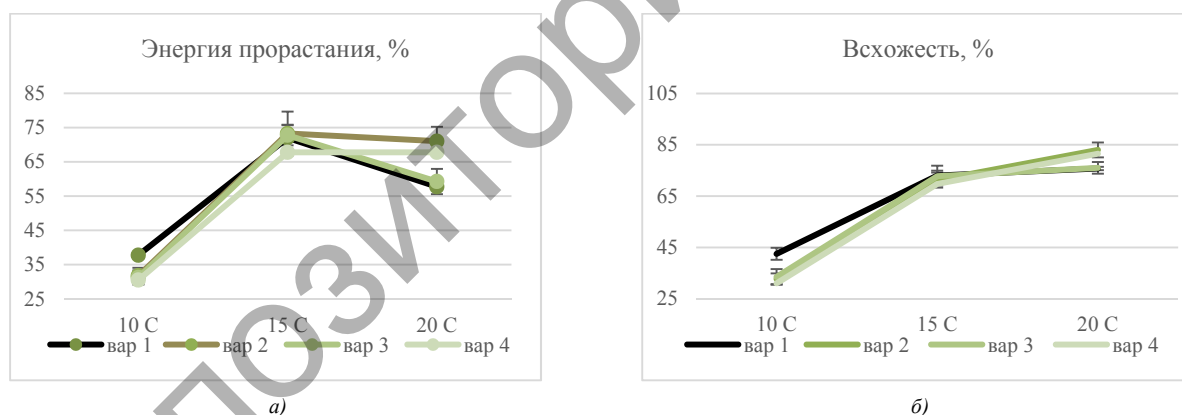 Энергия прорастания, %
85
75
65
55
45
35
25
10 С
15 С
20 С
вар 1
вар 2
вар 3
вар 4
а)
Всхожесть, %
105
85
65
45
25
10 С
15 С
20 С
вар 1
вар 2
вар 3
вар 4
б)
позитори